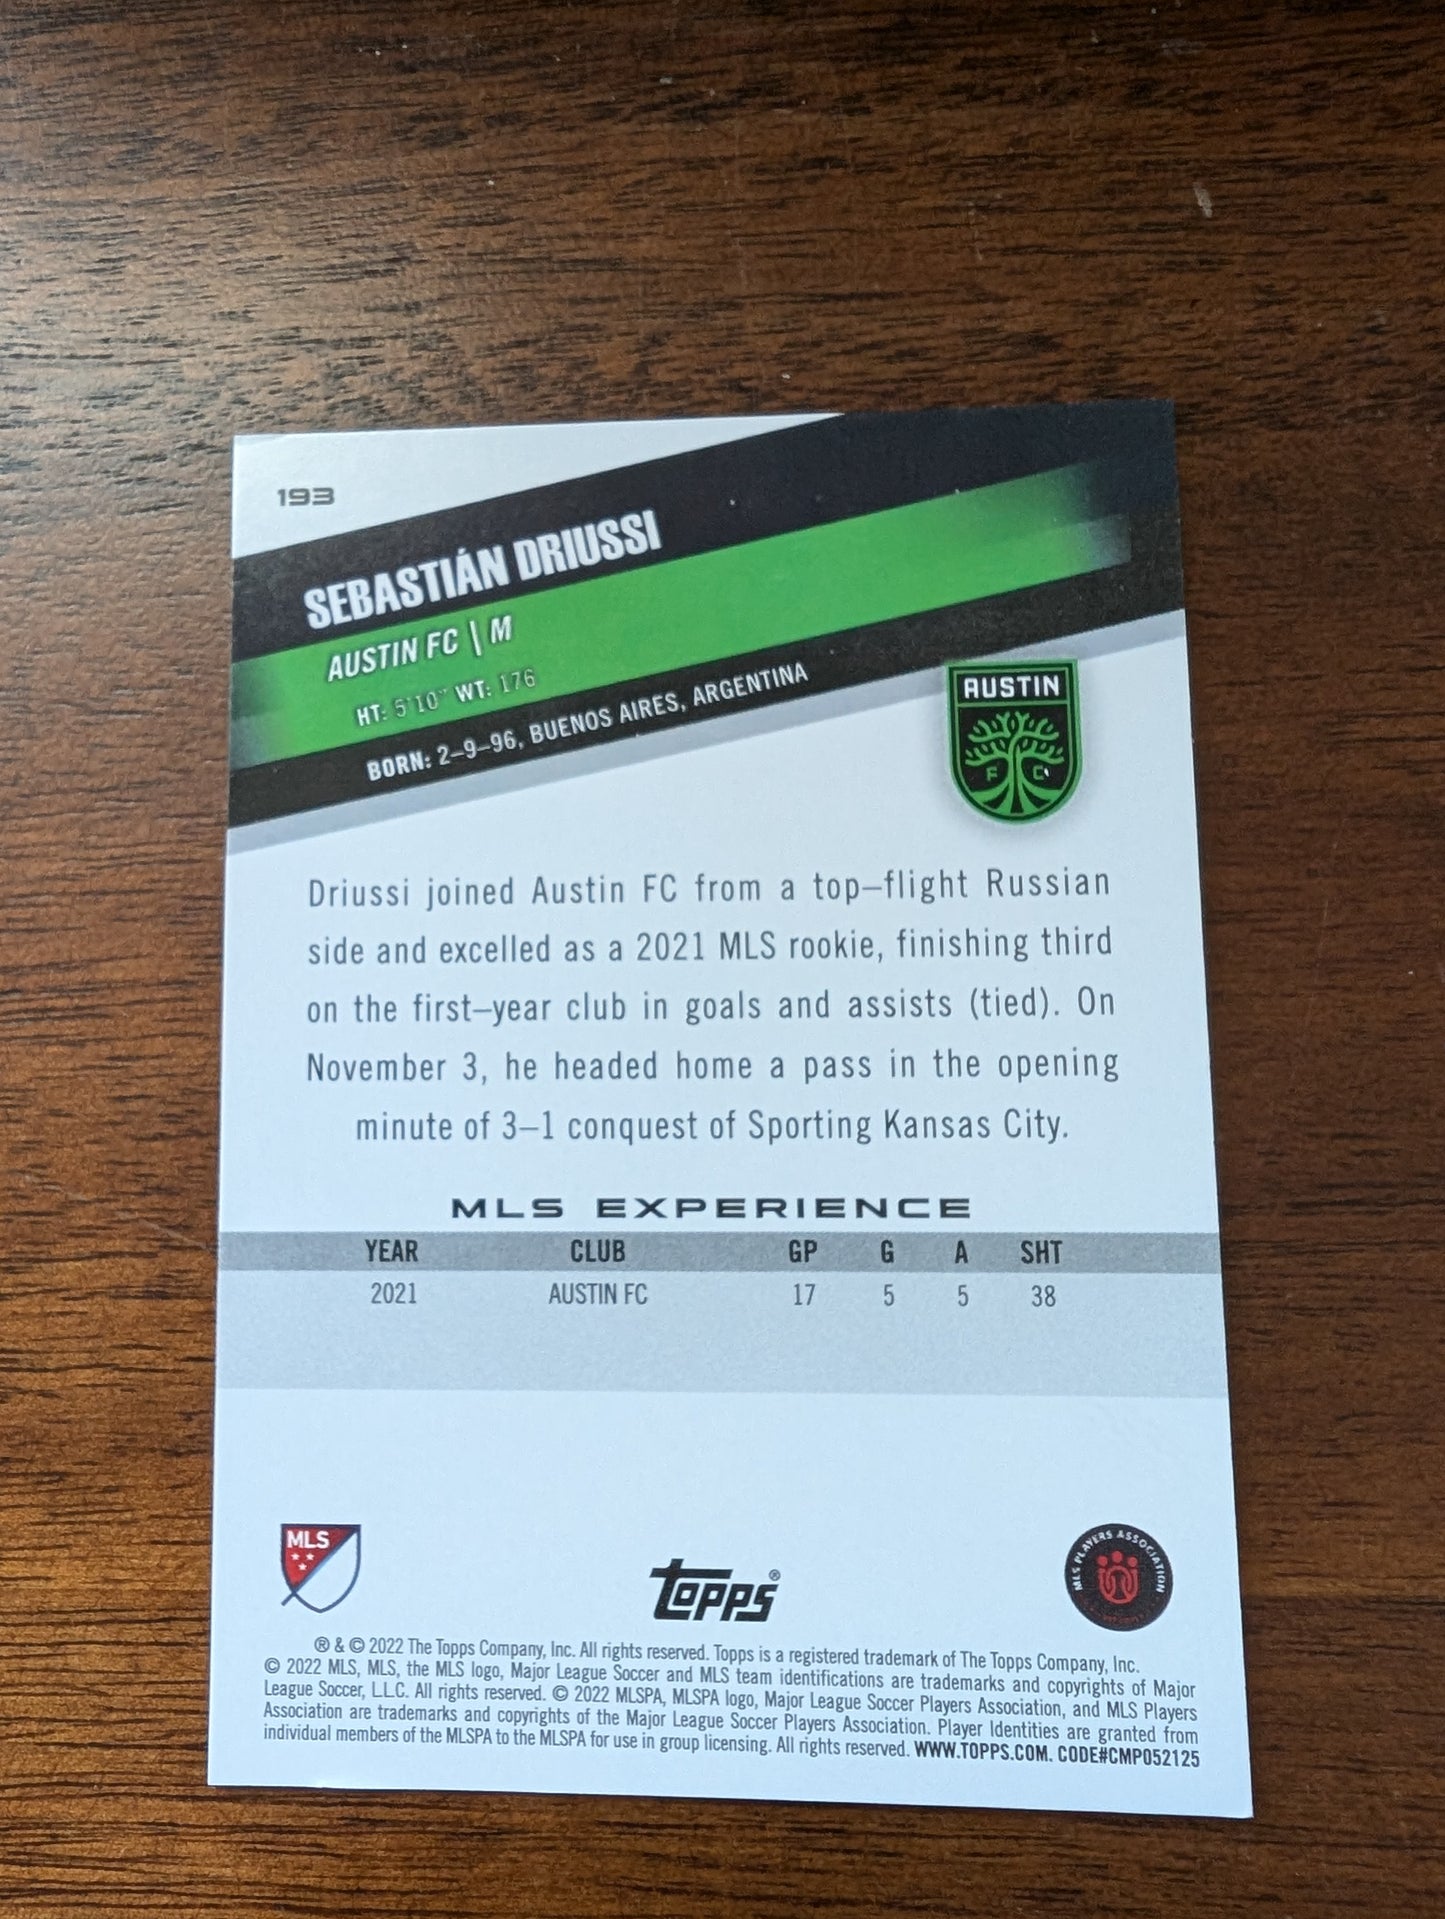 193
SEBASTIÁN DRIUSSI
AUSTIN FC \ M
HT: 5'10" WT: 176
BORN: 2-9-96, BUENOS AIRES, ARGENTINA
AUSTIN
F C
Driussi joined Austin FC from a top-flight Russian
side and excelled as a 2021 MLS rookie, finishing third
on the first-year club in goals and assists (tied). On
November 3, he headed home a pass in the opening
minute of 3-1 conquest of Sporting Kansas City.
MLS EXPERIENCE
YEAR CLUB GP G A SHT
2021 AUSTIN FC 17 5 5 38
MLS
topps®
MLS PLAYERS ASSOCIATION
® & © 2022 The Topps Company, Inc. All rights reserved. Topps is a registered trademark of The Topps Company, Inc.
© 2022 MLS, MLS, the MLS logo, Major League Soccer and MLS team identifications are trademarks and copyrights of Major
League Soccer, L.L.C. All rights reserved. © 2022 MLSPA, MLSPA logo, Major League Soccer Players Association, and MLS Players
Association are trademarks and copyrights of the Major League Soccer Players Association. Player Identities are granted from
individual members of the MLSPA to the MLSPA for use in group licensing. All rights reserved. WWW.TOPPS.COM. CODE#CMP052125